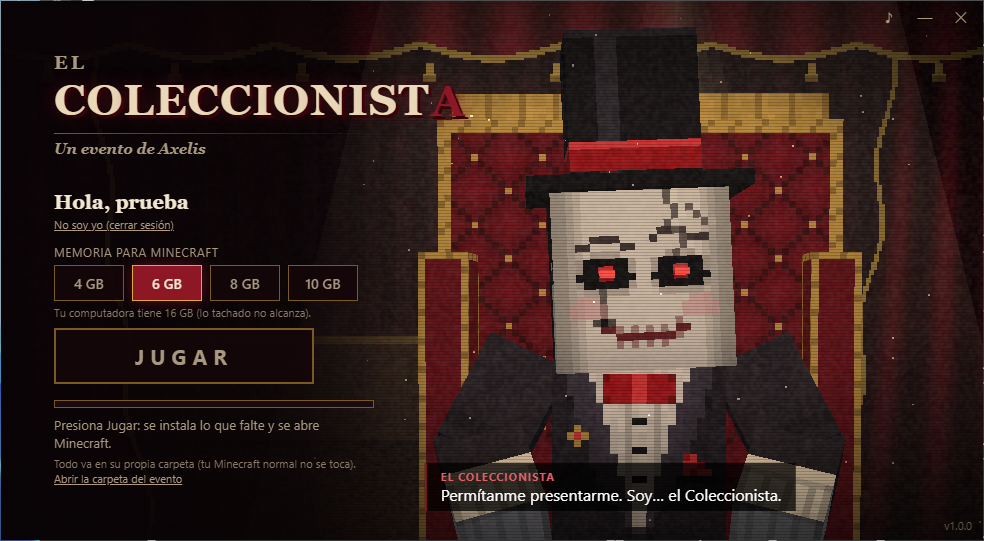 EL
COLECCIONISTA
Un evento de Axelis
Hola, prueba
No soy yo (cerrar sesión)
MEMORIA PARA MINECRAFT
4 GB
6 GB
8 GB
10 GB
Tu computadora tiene 16 GB (lo tachado no alcanza).
JUGAR
Presiona Jugar: se instala lo que falte y se abre
Minecraft.
Todo va en su propia carpeta (tu Minecraft normal no se toca).
Abrir la carpeta del evento
EL COLECCIONISTA
Permítanme presentarme. Soy... el Coleccionista.
v1.0.0